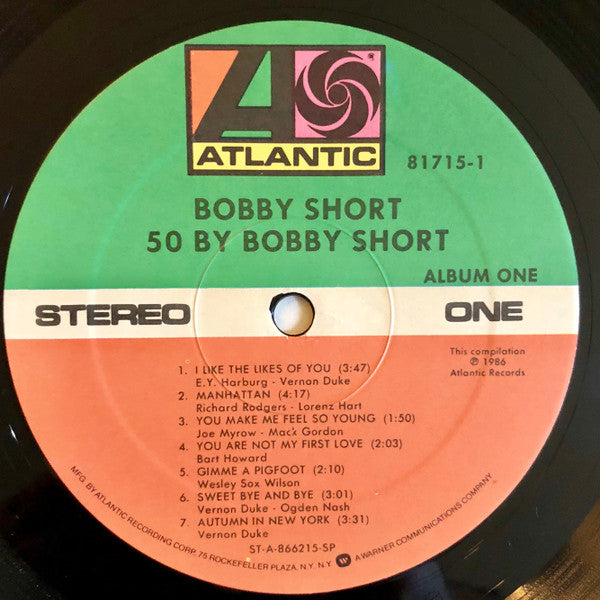 ATLANTIC
81715-1
BOBBY SHORT
50 BY BOBBY SHORT
ALBUM ONE
STEREO
ONE
This compilation
℗ 1986
Atlantic Records
1. I LIKE THE LIKES OF YOU (3:47)
E.Y. Harburg - Vernon Duke
2. MANHATTAN (4:17)
Richard Rodgers - Lorenz Hart
3. YOU MAKE ME FEEL SO YOUNG (1:50)
Joe Myrow - Mack Gordon
4. YOU ARE NOT MY FIRST LOVE (2:03)
Bart Howard
5. GIMME A PIGFOOT (2:10)
Wesley Sox Wilson
6. SWEET BYE AND BYE (3:01)
Vernon Duke - Ogden Nash
7. AUTUMN IN NEW YORK (3:31)
Vernon Duke
ST-A-866215-SP
MFG. BY ATLANTIC RECORDING CORP. 75 ROCKEFELLER PLAZA, N.Y. N.Y. A WARNER COMMUNICATIONS COMPANY